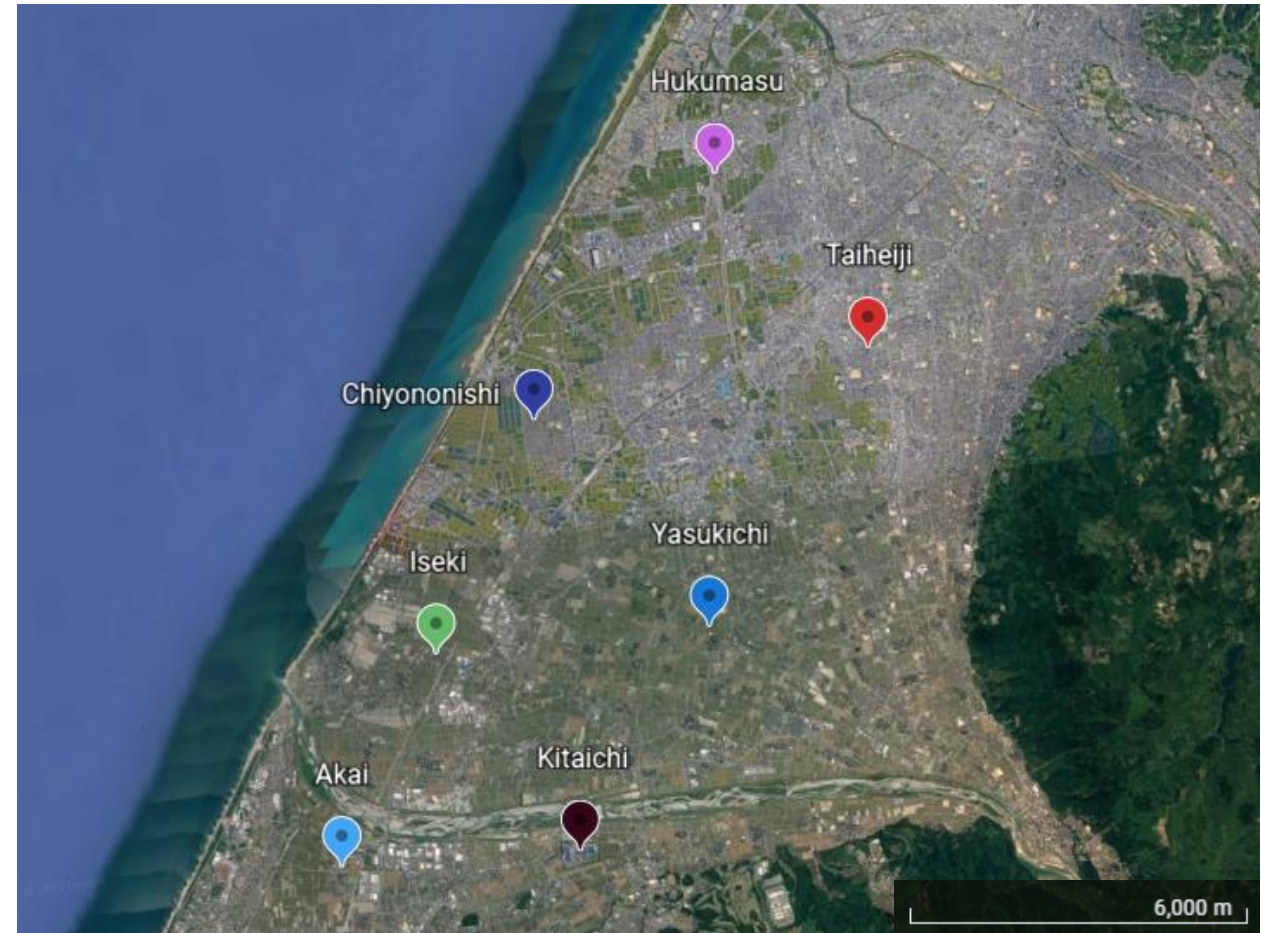 Hukumasu
Taiheiji
Chiyononishi
Yasukichi
Iseki
Kitaichi
Akai
6,000 m